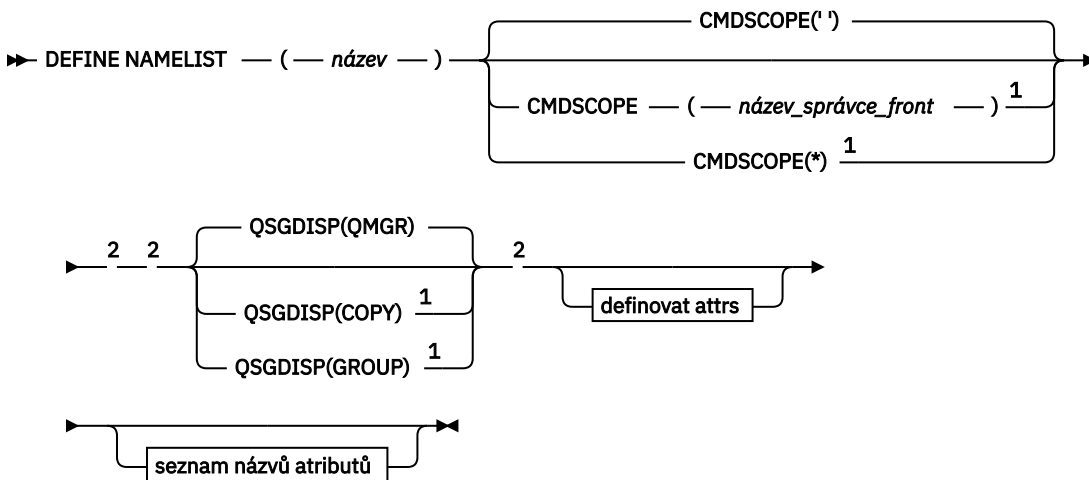 CMDSCOPE(' ')
DEFINE NAMELIST ( název )
CMDSCOPE ( název_správce_front ) 1
CMDSCOPE(*) 1
QSGDISP(QMGR)
2 2 2
QSGDISP(COPY) 1
QSGDISP(GROUP) 1
definovat attrs
seznam názvů atributů